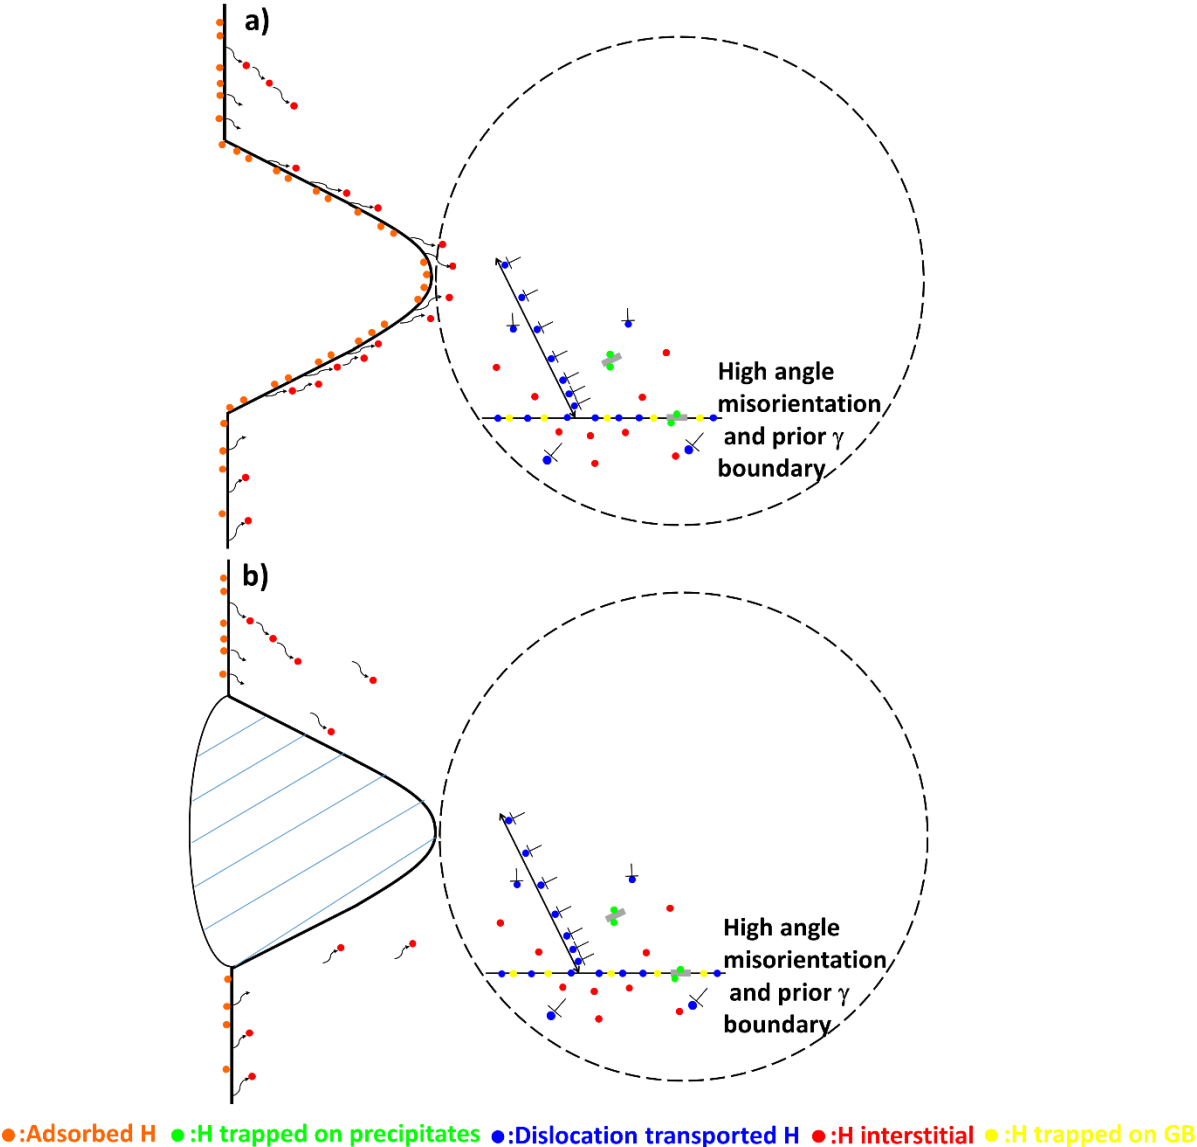 a)
High angle
misorientation
and prior γ
boundary
b)
High angle
misorientation
and prior γ
boundary
:Adsorbed H :H trapped on precipitates :Dislocation transported H :H interstitial :H trapped on GB